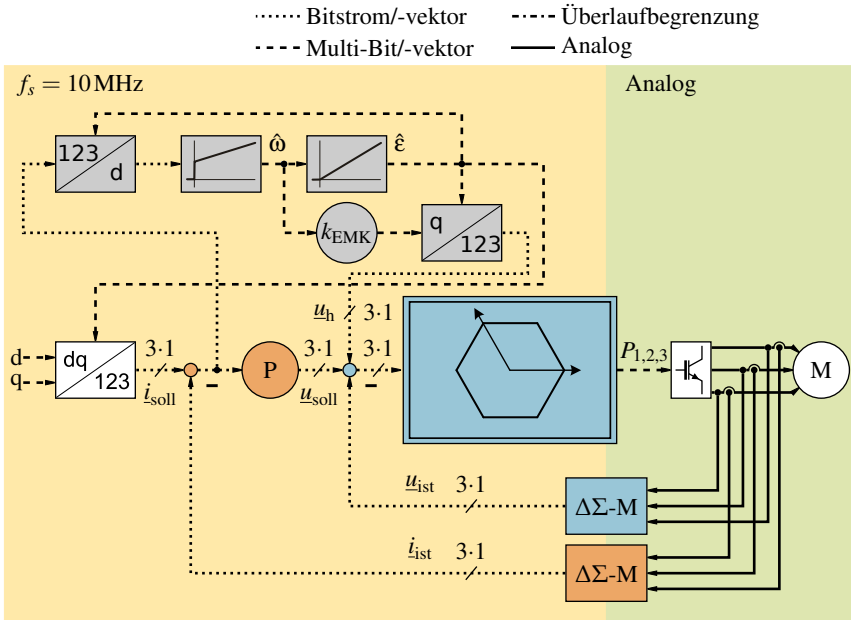 Bitstrom/-vektor
Überlaufbegrenzung
Multi-Bit/-vektor
Analog
f_s = 10 MHz
Analog
123
d
ω̂
ε̂
k_EMK
q
123
u_h
3·1
d
q
dq
123
3·1
i_soll
P
3·1
u_soll
3·1
P_1,2,3
M
u_ist
3·1
ΔΣ-M
i_ist
3·1
ΔΣ-M